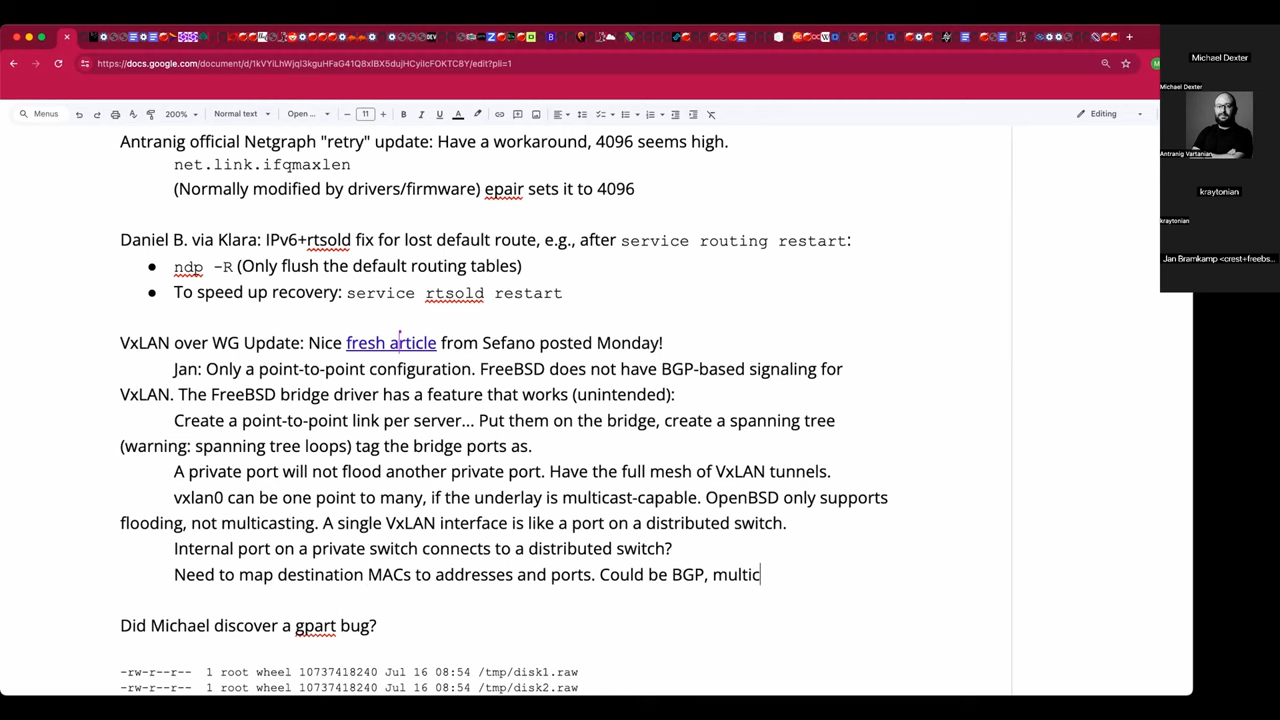 https://docs.google.com/document/d/1kVYiLhWjqI3kguHFaG41Q8xIBX5dujHCyiIcFOKTC8Y/edit?pli=1
Menus
200%
Normal text
Open ...
11
Editing
Antranig official Netgraph "retry" update: Have a workaround, 4096 seems high.
net.link.ifqmaxlen
(Normally modified by drivers/firmware) epair sets it to 4096
Daniel B. via Klara: IPv6+rtsold fix for lost default route, e.g., after service routing restart:
● ndp -R (Only flush the default routing tables)
● To speed up recovery: service rtsold restart
VxLAN over WG Update: Nice fresh article from Sefano posted Monday!
Jan: Only a point-to-point configuration. FreeBSD does not have BGP-based signaling for
VxLAN. The FreeBSD bridge driver has a feature that works (unintended):
Create a point-to-point link per server... Put them on the bridge, create a spanning tree
(warning: spanning tree loops) tag the bridge ports as.
A private port will not flood another private port. Have the full mesh of VxLAN tunnels.
vxlan0 can be one point to many, if the underlay is multicast-capable. OpenBSD only supports
flooding, not multicasting. A single VxLAN interface is like a port on a distributed switch.
Internal port on a private switch connects to a distributed switch?
Need to map destination MACs to addresses and ports. Could be BGP, multic
Did Michael discover a gpart bug?
-rw-r--r-- 1 root wheel 10737418240 Jul 16 08:54 /tmp/disk1.raw
-rw-r--r-- 1 root wheel 10737418240 Jul 16 08:54 /tmp/disk2.raw
Michael Dexter
Michael Dexter
Antranig Vartanian
kraytonian
kraytonian
Jan Bramkamp <crest+freebs...